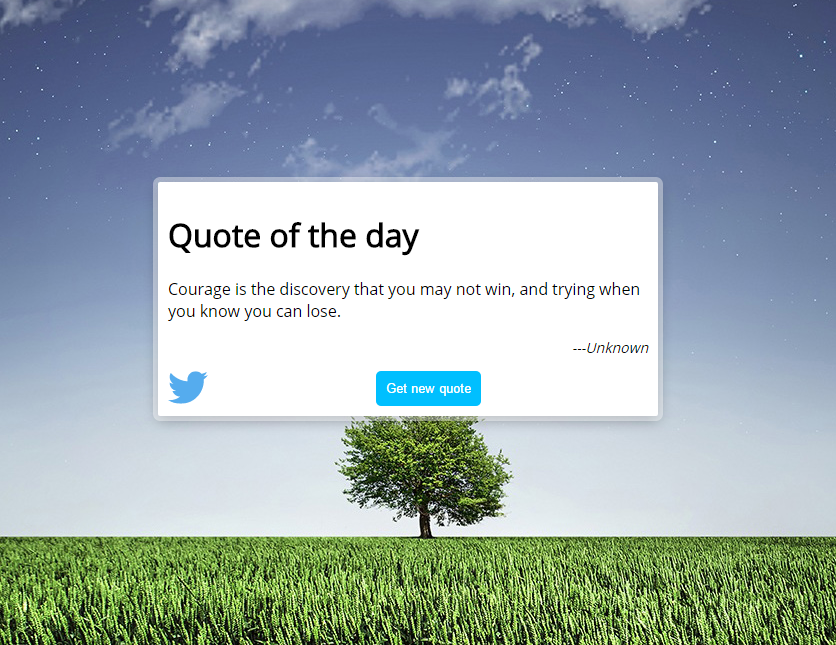 Quote of the day
Courage is the discovery that you may not win, and trying when
you know you can lose.
---Unknown
Get new quote